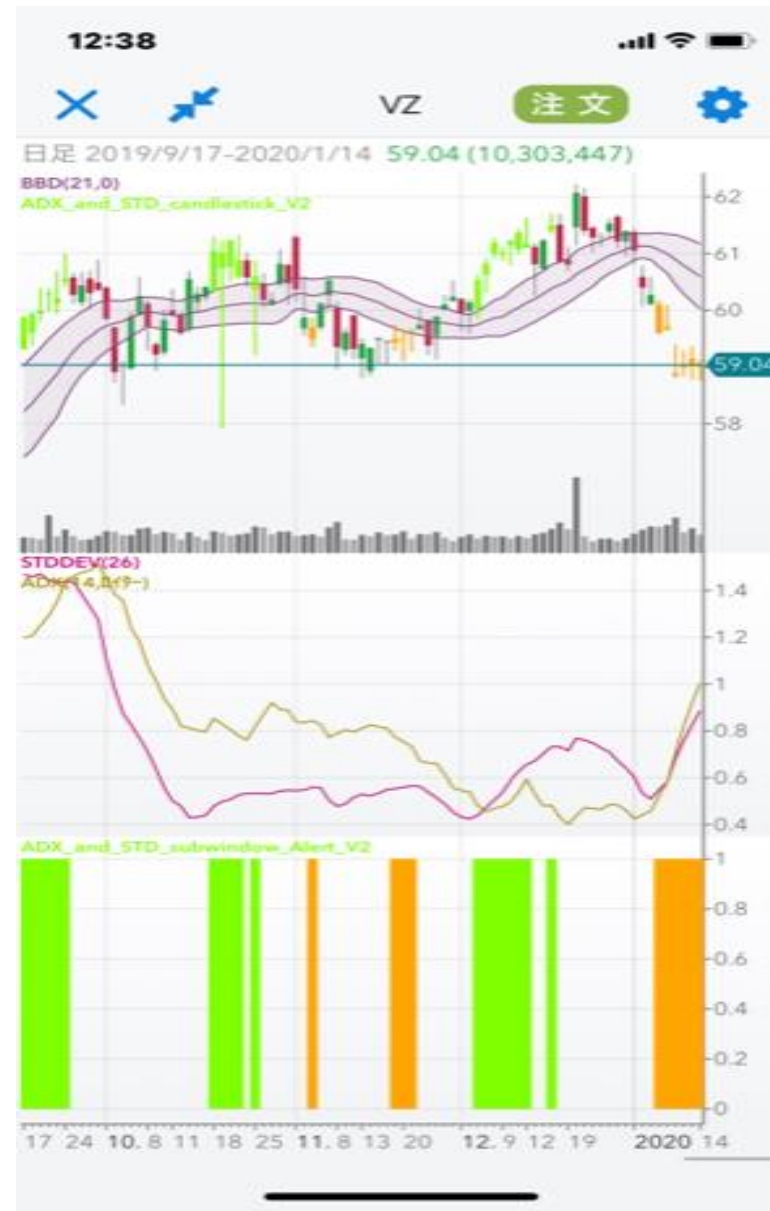 12:38
VZ 注文
日足 2019/9/17-2020/1/14 59.04 (10,303,447)
BBD(21,0)
ADX_and_STD_candlestick_V2
62
61
60
59.04
58
STDDEV(26)
1.4
1.2
1
0.8
0.6
0.4
ADX_and_STD_subwindow_Alert_V2
1
0.8
0.6
0.4
0.2
0
17 24 10. 8 11 18 25 11. 8 13 20 12. 9 12 19 2020 14